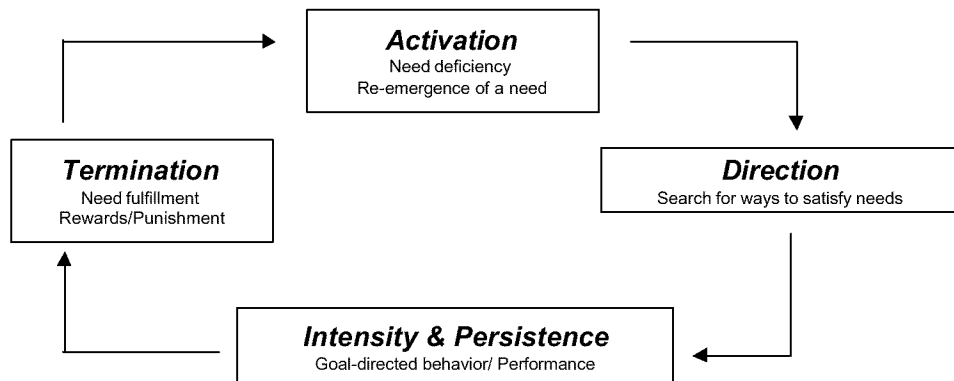 Activation
Need deficiency
Re-emergence of a need
Termination
Need fulfillment
Rewards/Punishment
Direction
Search for ways to satisfy needs
Intensity & Persistence
Goal-directed behavior/ Performance